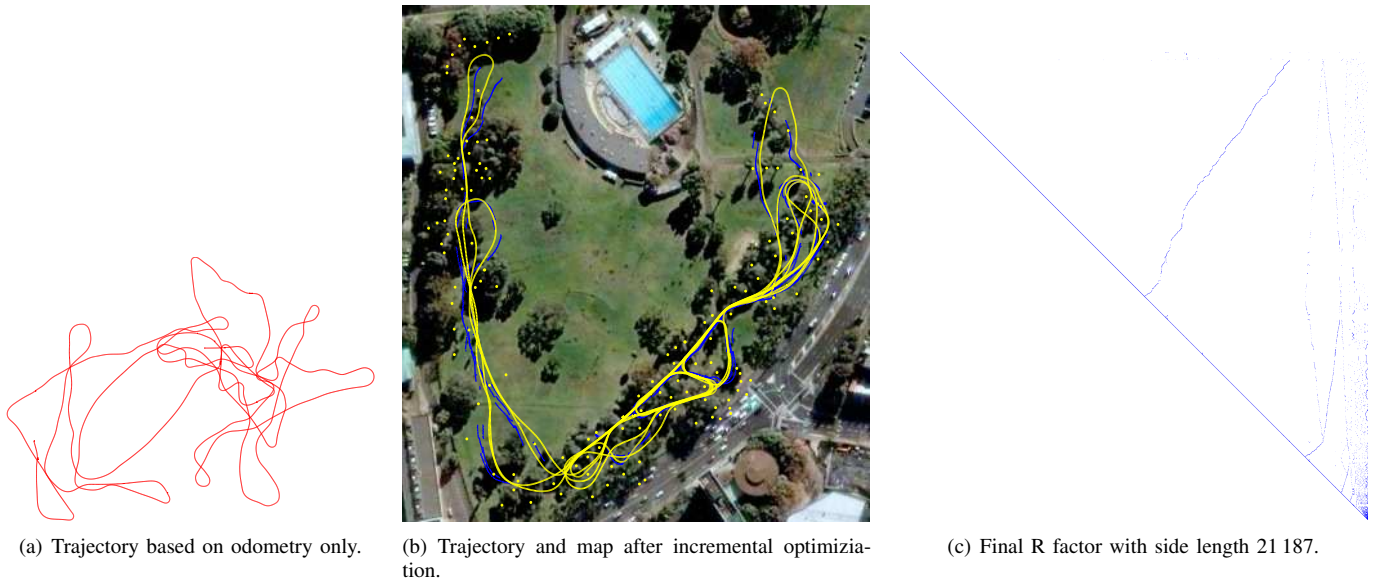 (a) Trajectory based on odometry only.
(b) Trajectory and map after incremental optimizia-
tion.
(c) Final R factor with side length 21 187.